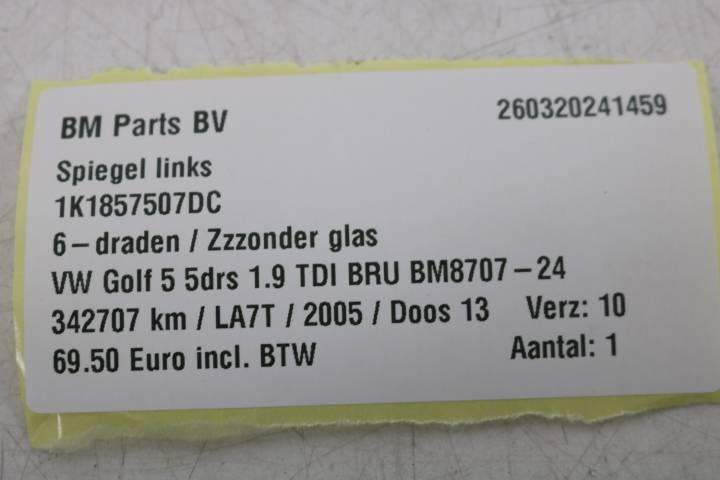 BM Parts BV 260320241459
Spiegel links
1K1857507DC
6-draden / Zzzonder glas
VW Golf 5 5drs 1.9 TDI BRU BM8707-24
342707 km / LA7T / 2005 / Doos 13 Verz: 10
69.50 Euro incl. BTW Aantal: 1